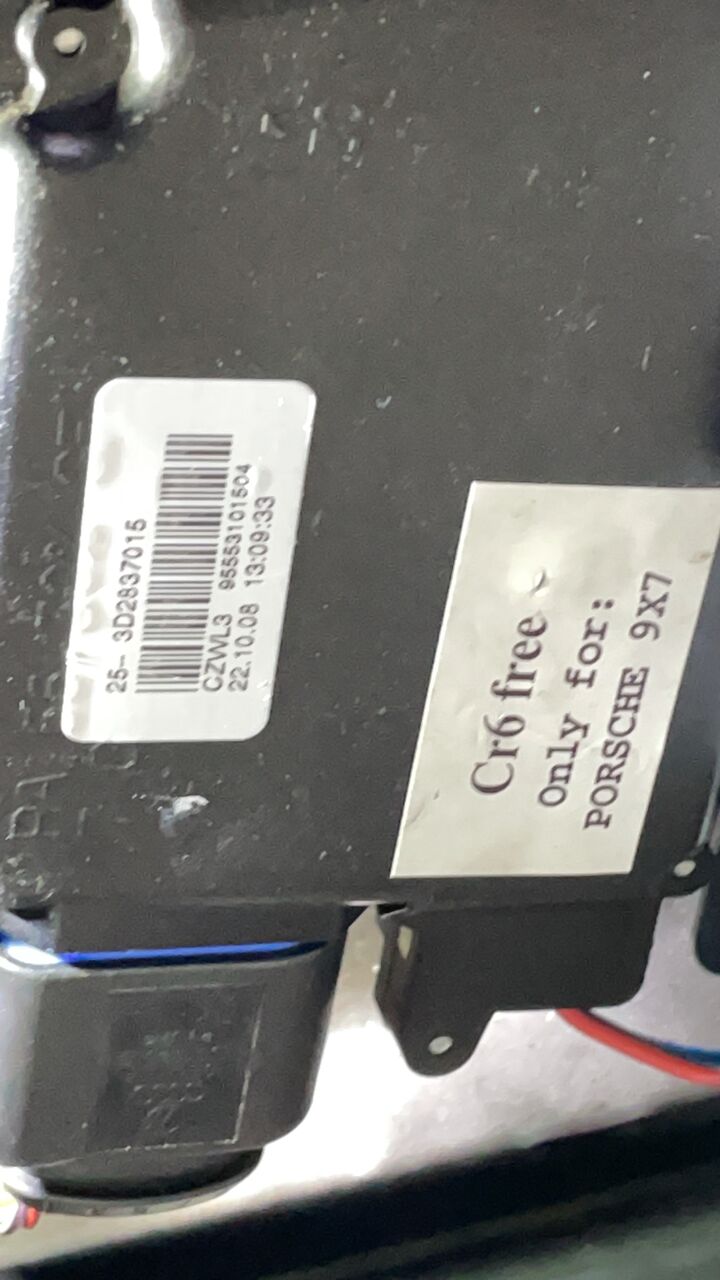 25- 3D2837015
CZWL3 95553101504
22.10.08 13:09:33
Cr6 free
Only for:
PORSCHE 9X7